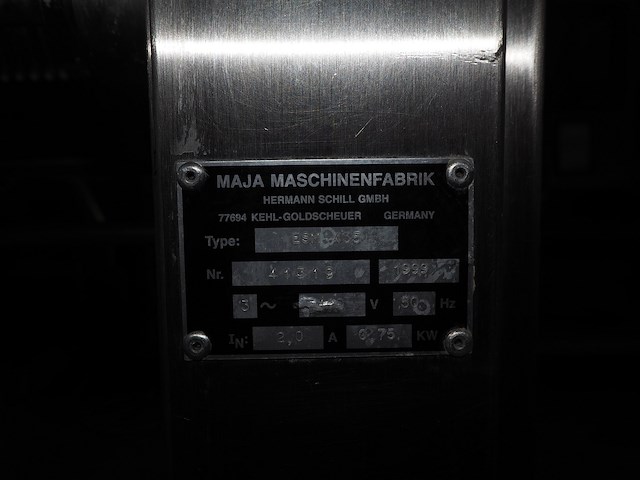 MAJA MASCHINENFABRIK
HERMANN SCHILL GMBH
77694 KEHL-GOLDSCHEUER GERMANY
Type:
Nr. 41319 1999
3 ~ V 50 Hz
IN: 2,0 A 0,75 KW